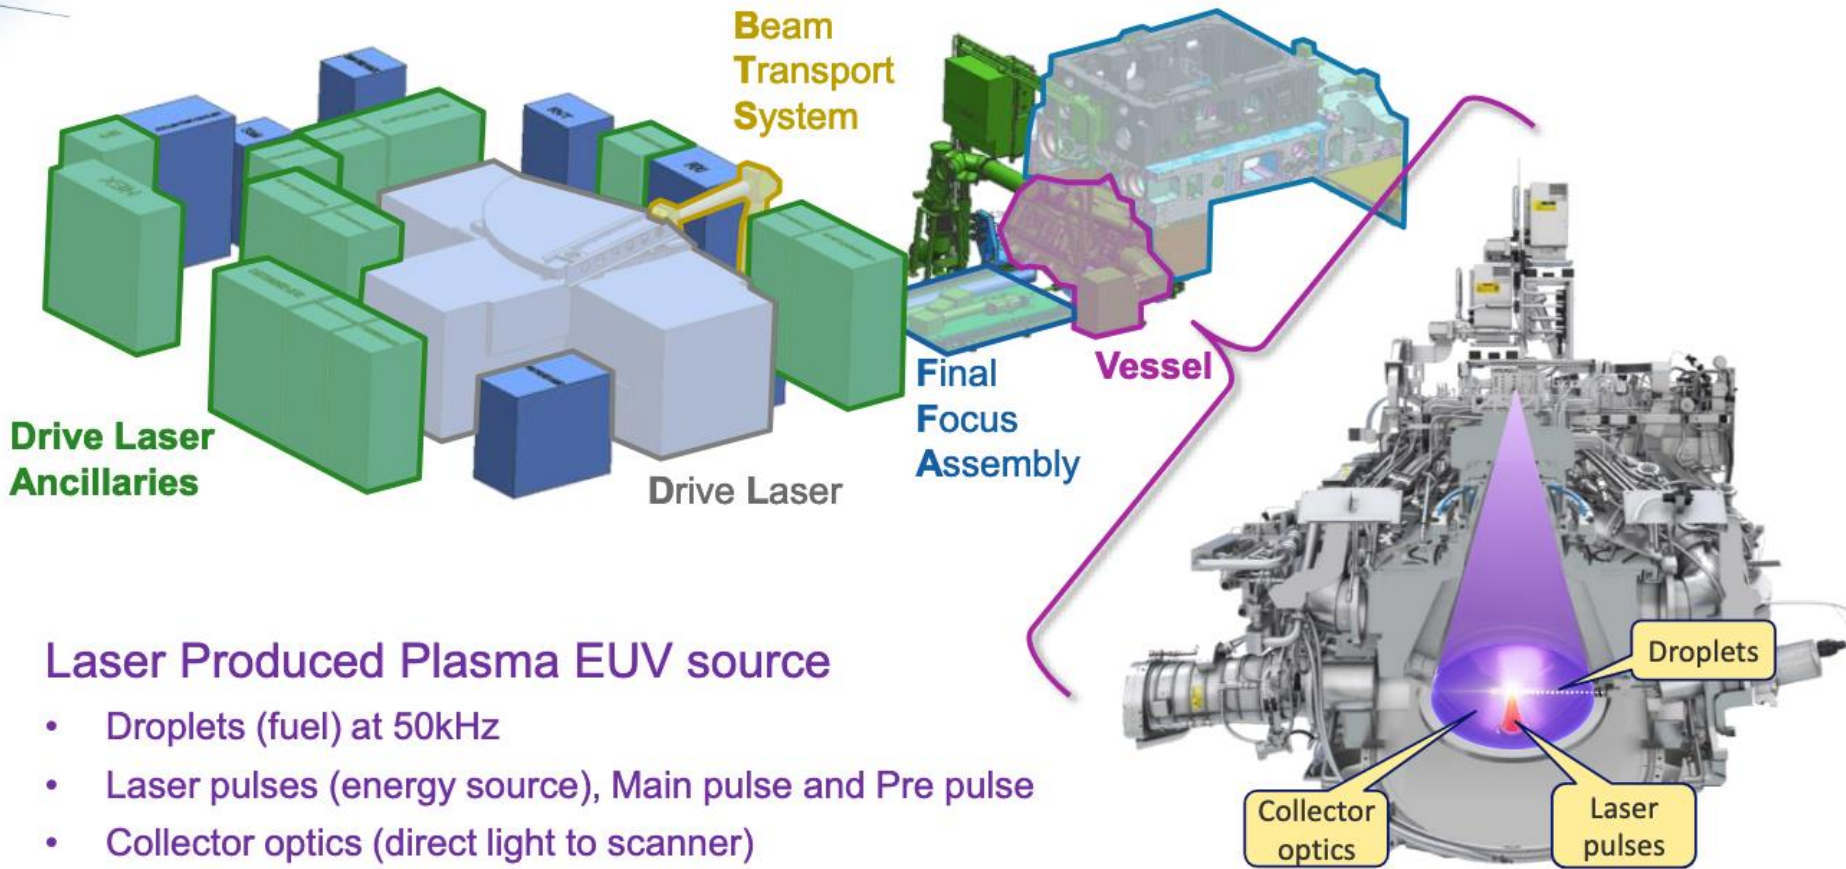 Beam
Transport
System
HEX
Drive Laser
Ancillaries
Drive Laser
Final
Focus
Assembly
Vessel
Laser Produced Plasma EUV source
• Droplets (fuel) at 50kHz
• Laser pulses (energy source), Main pulse and Pre pulse
• Collector optics (direct light to scanner)
Droplets
Collector
optics
Laser
pulses